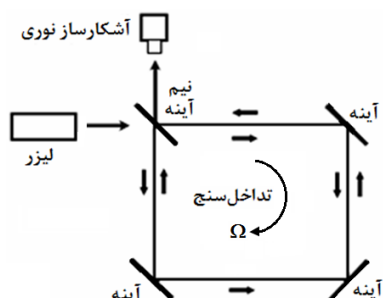 آشکارساز نوری
نیم
آینه
آینه
لیزر
تداخل‌سنج
Ω
آینه
آینه